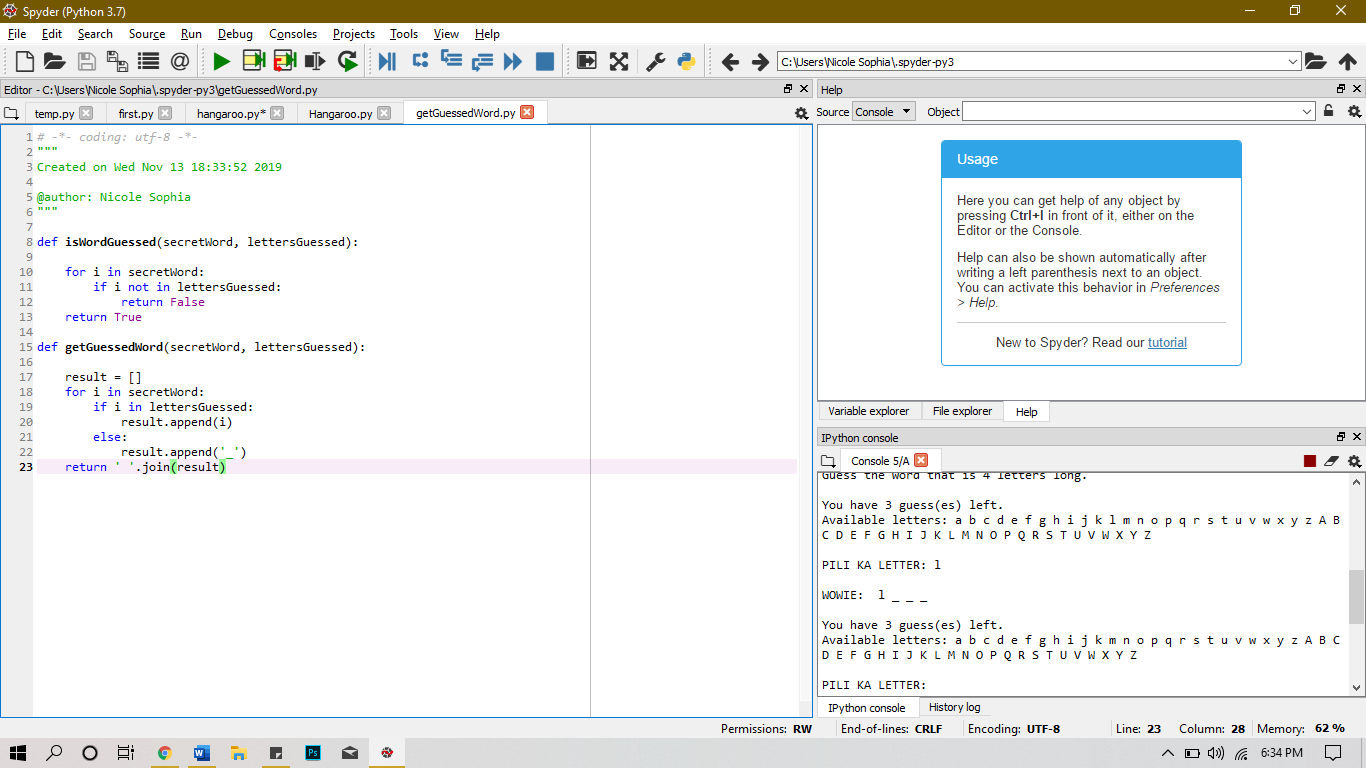 Spyder (Python 3.7)
File Edit Search Source Run Debug Consoles Projects Tools View Help
C:\Users\Nicole Sophia\.spyder-py3
Editor - C:\Users\Nicole Sophia\.spyder-py3\getGuessedWord.py
temp.py first.py hangaroo.py* Hangaroo.py getGuessedWord.py
1 # -*- coding: utf-8 -*-
2 """
3 Created on Wed Nov 13 18:33:52 2019
4
5 @author: Nicole Sophia
6 """
7
8 def isWordGuessed(secretWord, lettersGuessed):
9
10     for i in secretWord:
11         if i not in lettersGuessed:
12             return False
13     return True
14
15 def getGuessedWord(secretWord, lettersGuessed):
16
17     result = []
18     for i in secretWord:
19         if i in lettersGuessed:
20             result.append(i)
21         else:
22             result.append('_')
23     return ' '.join(result)
Help
Source Console Object
Usage
Here you can get help of any object by
pressing Ctrl+I in front of it, either on the
Editor or the Console.
Help can also be shown automatically after
writing a left parenthesis next to an object.
You can activate this behavior in Preferences
> Help.
New to Spyder? Read our tutorial
Variable explorer File explorer Help
IPython console
Console 5/A
Guess the word that is 4 letters long.
You have 3 guess(es) left.
Available letters: a b c d e f g h i j k l m n o p q r s t u v w x y z A B
C D E F G H I J K L M N O P Q R S T U V W X Y Z
PILI KA LETTER: l
WOWIE:  l _ _ _
You have 3 guess(es) left.
Available letters: a b c d e f g h i j k m n o p q r s t u v w x y z A B C
D E F G H I J K L M N O P Q R S T U V W X Y Z
PILI KA LETTER:
IPython console History log
Permissions: RW End-of-lines: CRLF Encoding: UTF-8 Line: 23 Column: 28 Memory: 62 %
6:34 PM